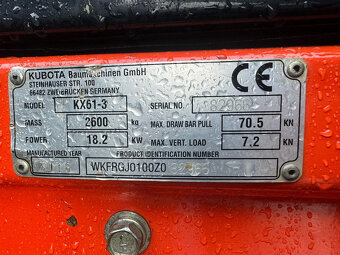 KUBOTA Baumaschinen GmbH
STEINHAUSER STR. 100
66482 ZWEIBRÜCKEN GERMANY
CE
MODEL KX61-3 SERIAL NO.
MASS 2600 kg MAX. DRAW BAR PULL 70.5 KN
POWER 18.2 kW MAX. VERT. LOAD 7.2 KN
MANUFACTURED YEAR PRODUCT IDENTIFICATION NUMBER